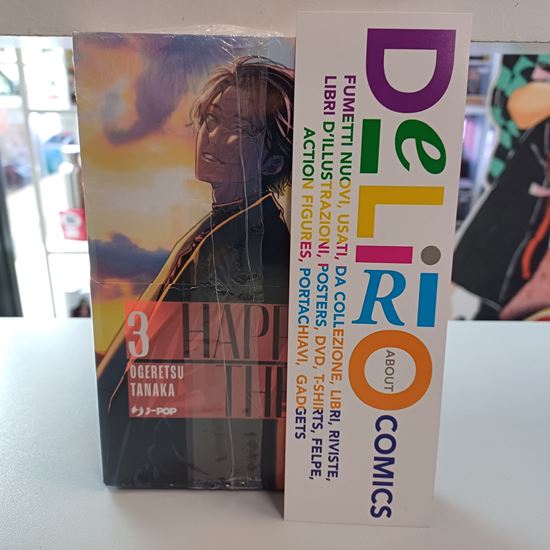 3
HAPP
OGERETSU
TANAKA
THE
J-POP
DeLiRiO
ABOUT
COMICS
FUMETTI NUOVI, USATI, DA COLLEZIONE, LIBRI, RIVISTE,
LIBRI D'ILLUSTRAZIONI, POSTERS, DVD, T-SHIRTS, FELPE,
ACTION FIGURES, PORTACHIAVI, GADGETS